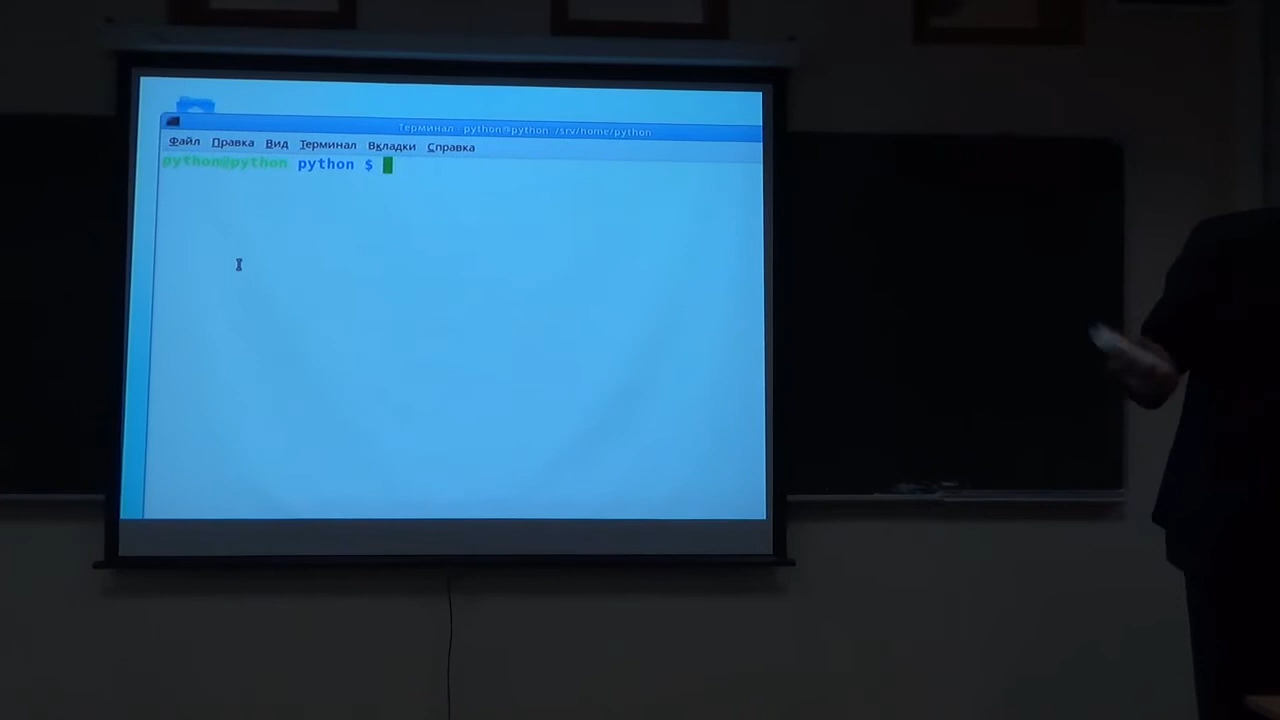 Терминал - python@python: /srv/home/python
Файл Правка Вид Терминал Вкладки Справка
python@python python $